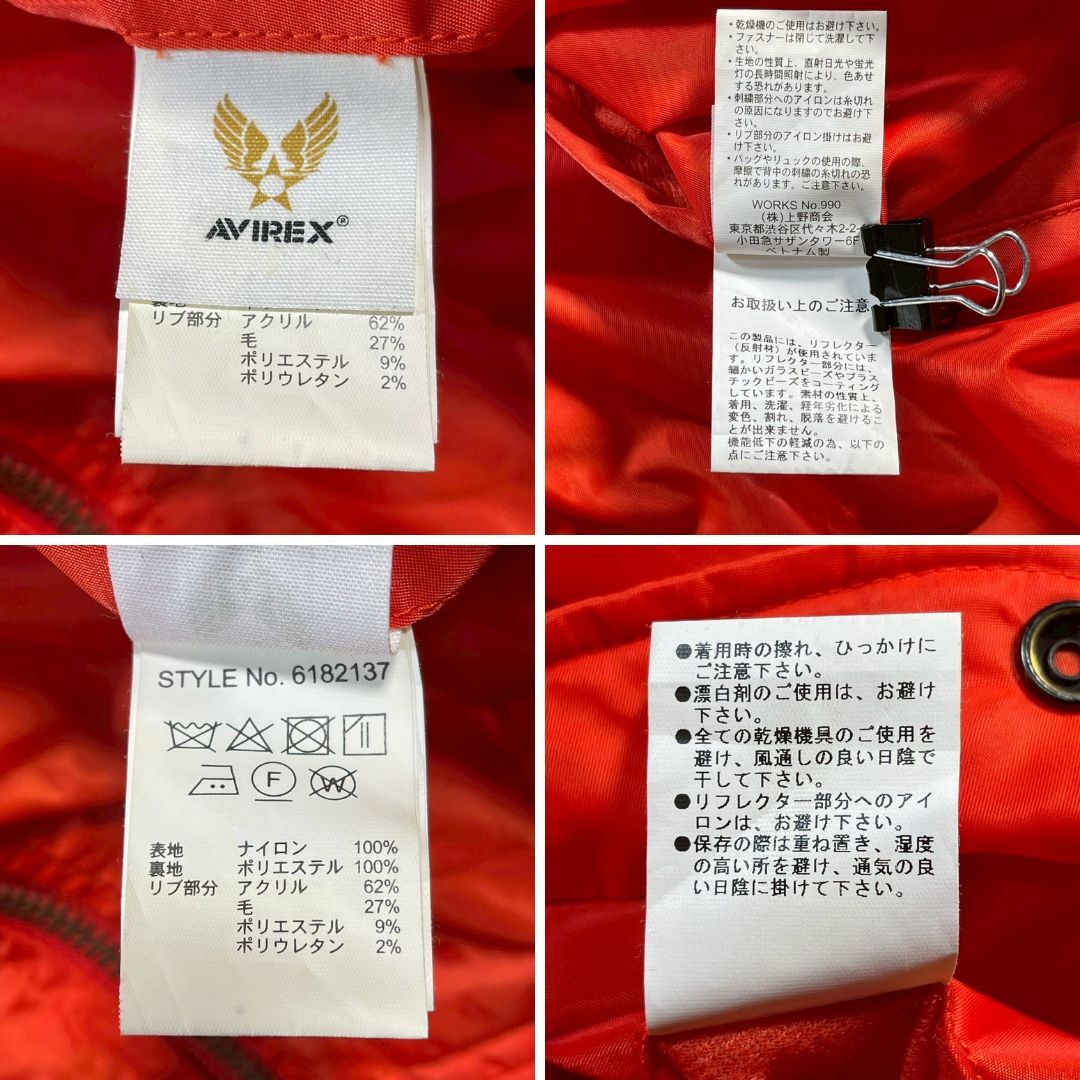 AVIREX®
リブ部分 アクリル 62%
毛 27%
ポリエステル 9%
ポリウレタン 2%
・乾燥機のご使用はお避け下さい。
・ファスナーは閉じて洗濯して下
さい。
・生地の性質上、直射日光や蛍光
灯の長時間照射により、色あせ
する恐れがあります。
・刺繍部分へのアイロンは糸切れ
の原因になりますのでお避け下
さい。
・リブ部分のアイロン掛けはお避
け下さい。
・バッグやリュックの使用の際、
摩擦で背中の刺繍の糸切れの恐
れがあります。ご注意下さい。
WORKS No.990
(株)上野商会
東京都渋谷区代々木2-2-
小田急サザンタワー6F
ベトナム製
お取扱い上のご注意
この製品には、リフレクター
(反射材)が使用されていま
す。リフレクター部分には、
細かいガラスビーズやプラス
チックビーズをコーティング
しています。素材の性質上、
着用、洗濯、経年劣化による
変色、割れ、脱落を避けるこ
とが出来ません。
機能低下の軽減の為、以下の
点にご注意下さい。
STYLE No. 6182137
F
W
表地 ナイロン 100%
裏地 ポリエステル 100%
リブ部分 アクリル 62%
毛 27%
ポリエステル 9%
ポリウレタン 2%
●着用時の擦れ、ひっかけに
ご注意下さい。
●漂白剤のご使用は、お避け
下さい。
●全ての乾燥機具のご使用を
避け、風通しの良い日陰で
干して下さい。
●リフレクター部分へのアイ
ロンは、お避け下さい。
●保存の際は重ね置き、湿度
の高い所を避け、通気の良
い日陰に掛けて下さい。